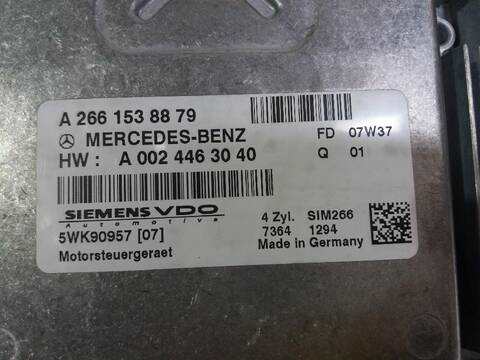 A 266 153 88 79
MERCEDES-BENZ FD 07W37
HW : A 002 446 30 40 Q 01
SIEMENS VDO
Automotive
4 Zyl. SIM266
5WK90957 [07] 7364 1294
Motorsteuergeraet Made in Germany